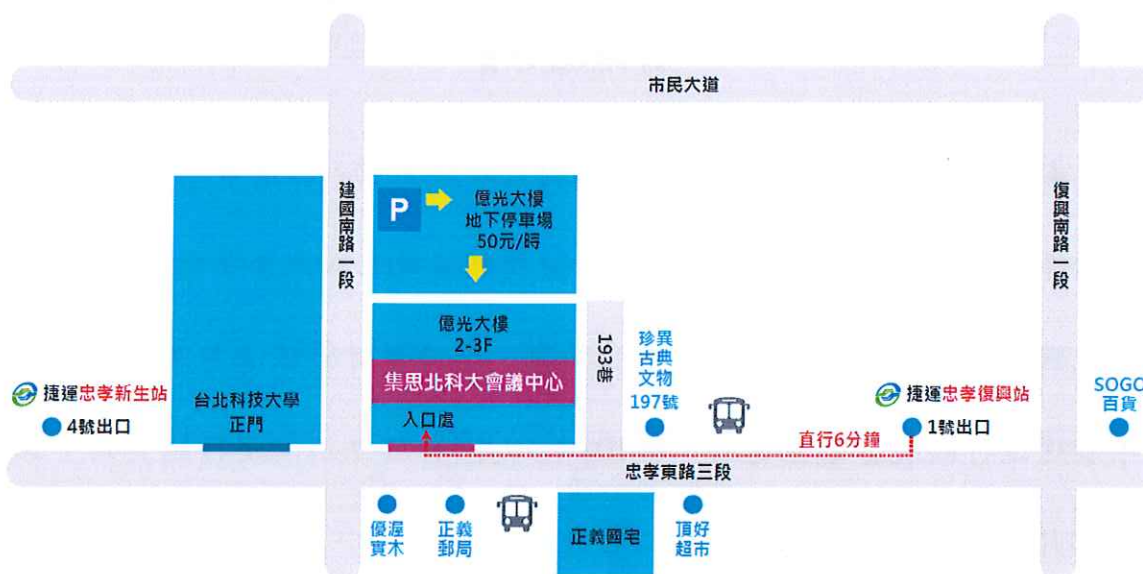 市民大道
建國南路一段
復興南路一段
P
億光大樓
地下停車場
50元/時
億光大樓
2-3F
集思北科大會議中心
入口處
193巷
珍異
古典
文物
197號
捷運忠孝新生站
4號出口
台北科技大學
正門
捷運忠孝復興站
1號出口
SOGO
百貨
直行6分鐘
忠孝東路三段
優渥
實木
正義
郵局
正義國宅
頂好
超市